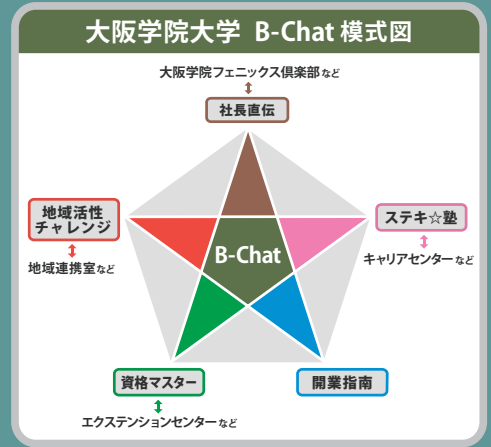 大阪学院大学 B-Chat 模式図
大阪学院フェニックス倶楽部など
社長直伝
地域活性
チャレンジ
地域連携室など
ステキ☆塾
キャリアセンターなど
B-Chat
資格マスター
エクステンションセンターなど
開業指南